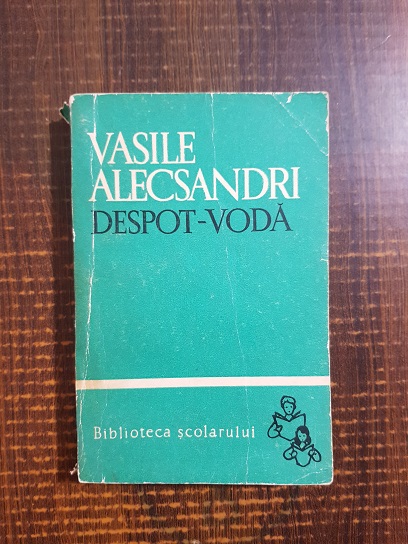 VASILE
ALECSANDRI
DESPOT-VODĂ
Biblioteca școlarului